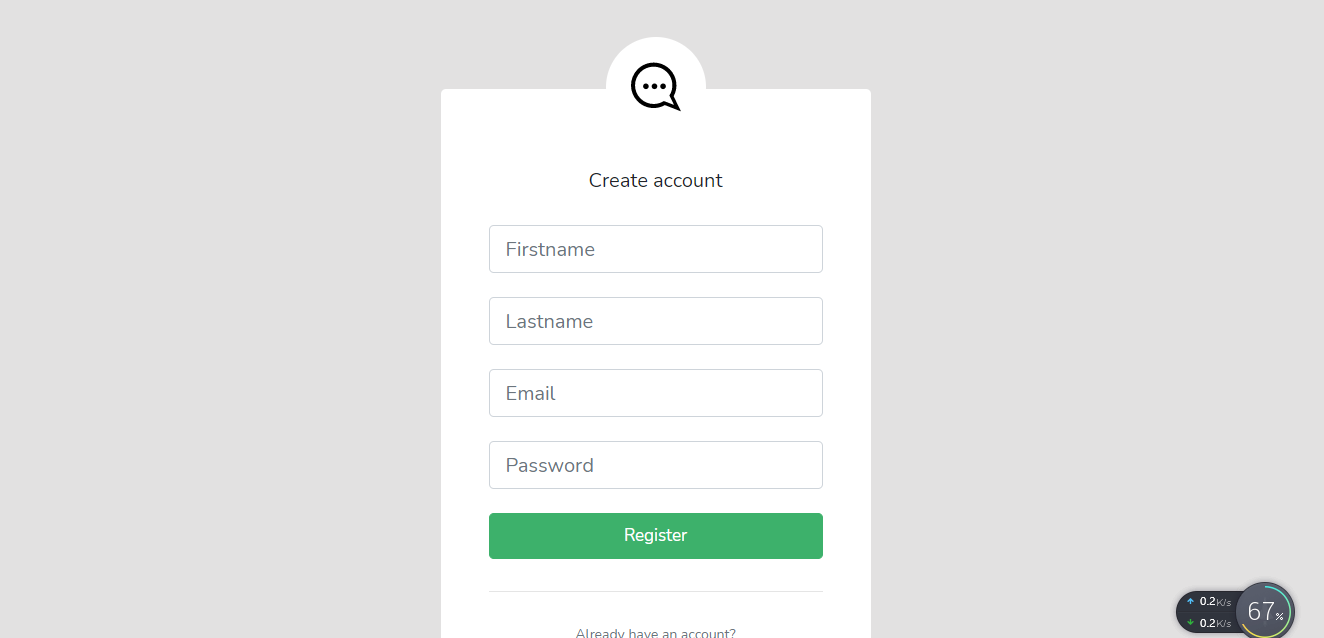 Create account
Firstname
Lastname
Email
Password
Register
Already have an account?
0.2K/s
0.2K/s
67%